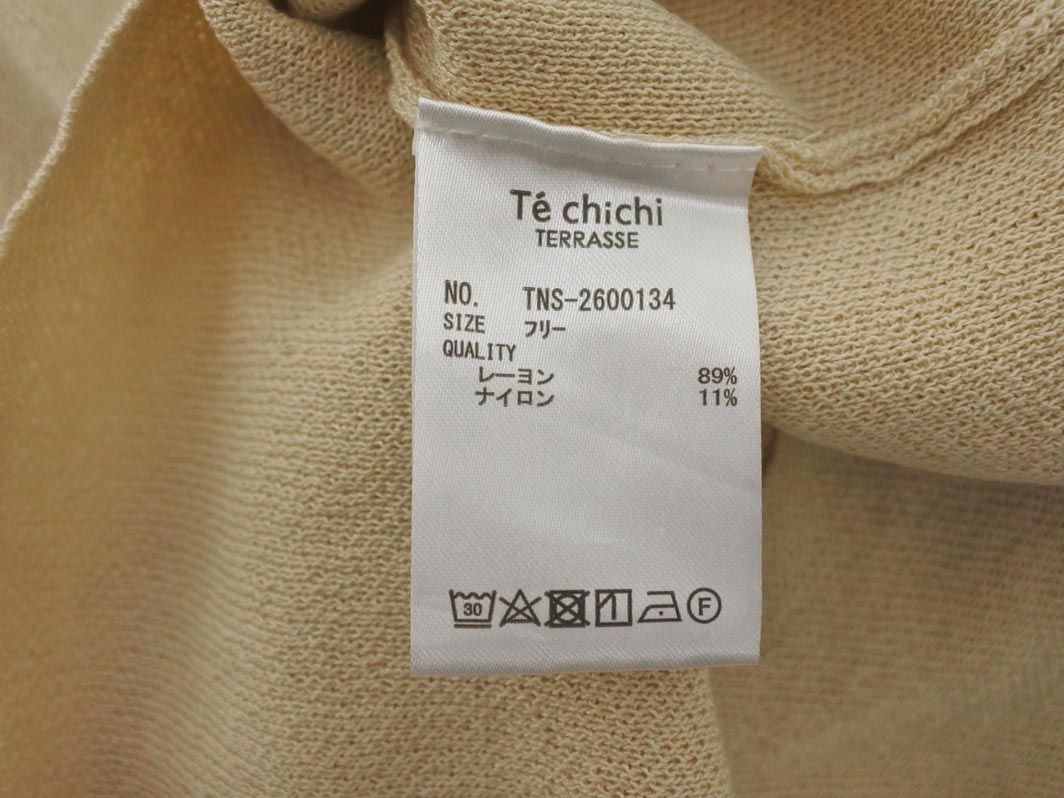 Té chichi
TERRASSE
NO. TNS-2600134
SIZE フリー
QUALITY
レーヨン 89%
ナイロン 11%
30
F